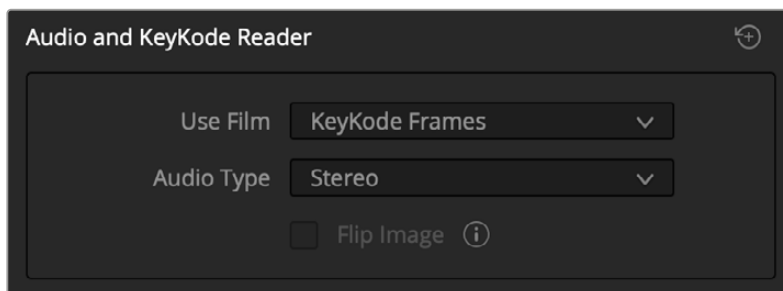 Audio and KeyKode Reader
Use Film KeyKode Frames
Audio Type Stereo
Flip Image